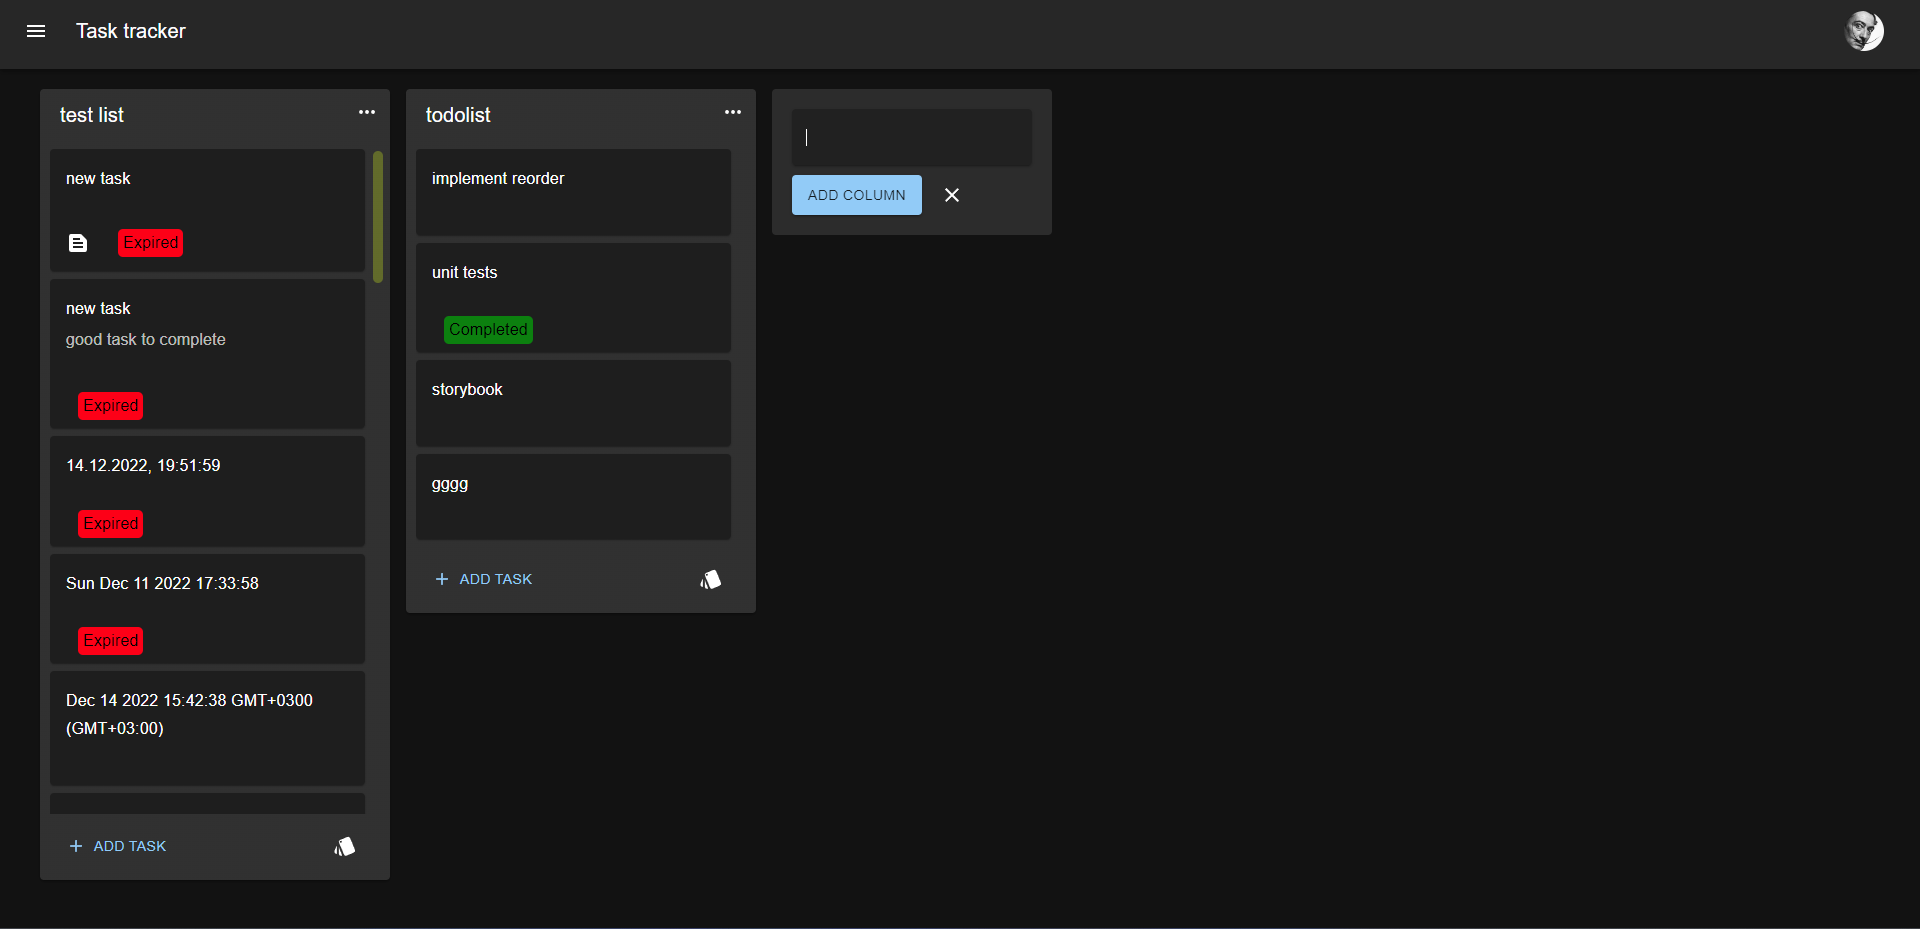 Task tracker
test list
new task
Expired
new task
good task to complete
Expired
14.12.2022, 19:51:59
Expired
Sun Dec 11 2022 17:33:58
Expired
Dec 14 2022 15:42:38 GMT+0300
(GMT+03:00)
ADD TASK
todolist
implement reorder
unit tests
Completed
storybook
gggg
ADD TASK
ADD COLUMN